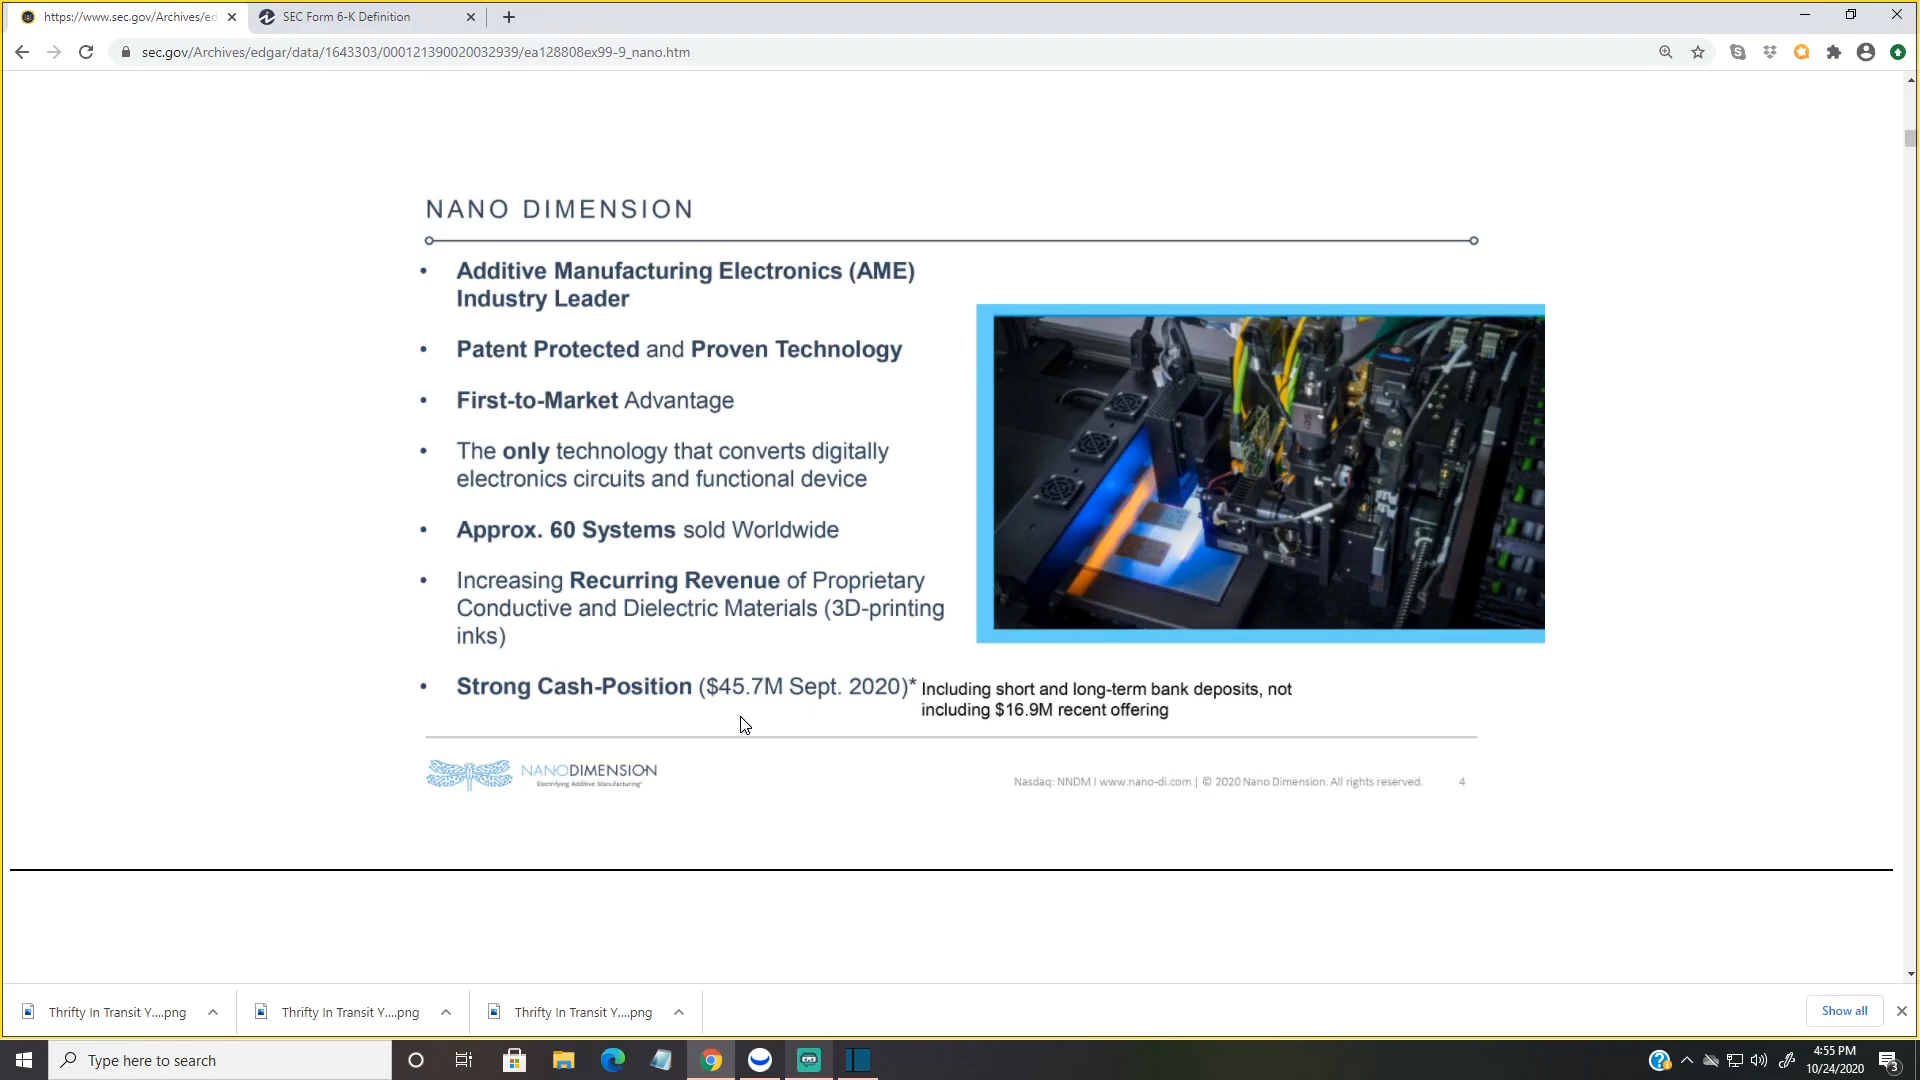 https://www.sec.gov/Archives/ed
SEC Form 6-K Definition
sec.gov/Archives/edgar/data/1643303/000121390020032939/ea128808ex99-9_nano.htm
NANO DIMENSION
• Additive Manufacturing Electronics (AME)
Industry Leader
• Patent Protected and Proven Technology
• First-to-Market Advantage
• The only technology that converts digitally
electronics circuits and functional device
• Approx. 60 Systems sold Worldwide
• Increasing Recurring Revenue of Proprietary
Conductive and Dielectric Materials (3D-printing
inks)
• Strong Cash-Position ($45.7M Sept. 2020)* Including short and long-term bank deposits, not
including $16.9M recent offering
NANODIMENSION
Electrifying Additive Manufacturing®
Nasdaq: NNDM I www.nano-di.com | © 2020 Nano Dimension. All rights reserved. 4
Thrifty In Transit Y....png
Thrifty In Transit Y....png
Thrifty In Transit Y....png
Show all
Type here to search
4:55 PM
10/24/2020
3